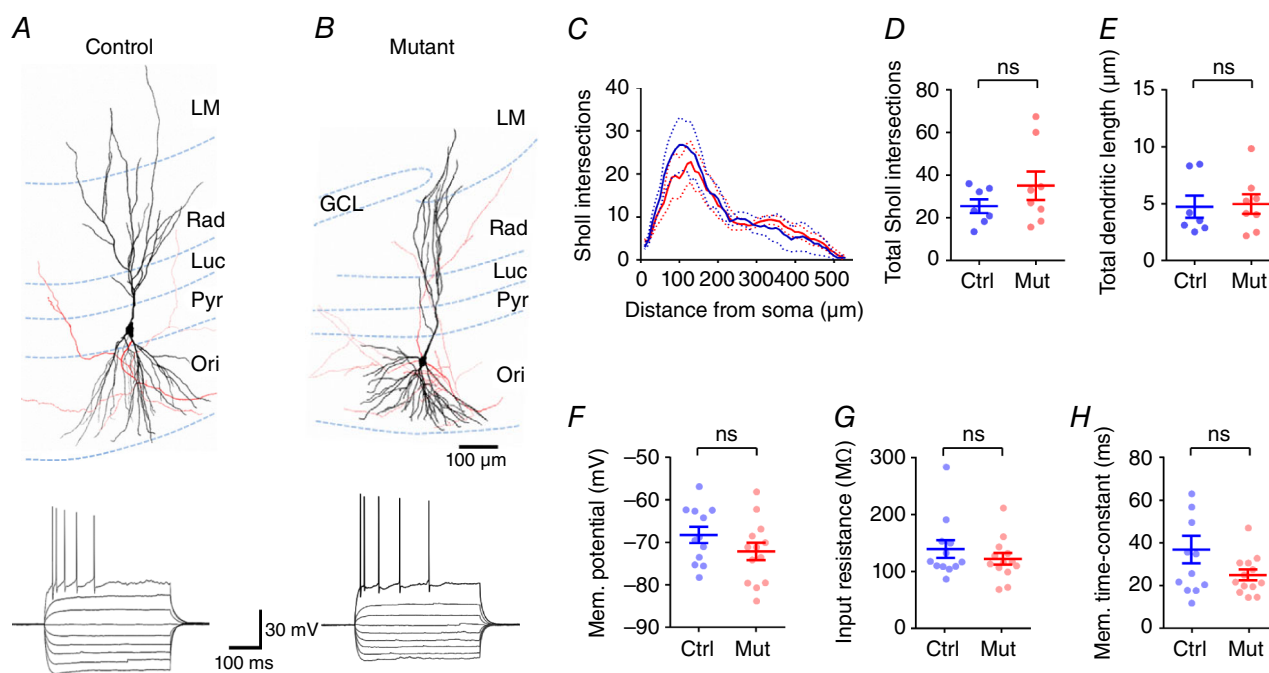 A
Control
LM
Rad
Luc
Pyr
Ori
30 mV
100 ms
B
Mutant
LM
GCL
Rad
Luc
Pyr
Ori
100 µm
C
Sholl intersections
40
30
20
10
0
0 100 200 300 400 500
Distance from soma (µm)
D
ns
Total Sholl intersections
80
60
40
20
0
Ctrl Mut
E
ns
Total dendritic length (µm)
15
10
5
0
Ctrl Mut
F
ns
Mem. potential (mV)
–50
–60
–70
–80
–90
Ctrl Mut
G
ns
Input resistance (MΩ)
300
200
100
0
Ctrl Mut
H
ns
Mem. time-constant (ms)
80
60
40
20
0
Ctrl Mut